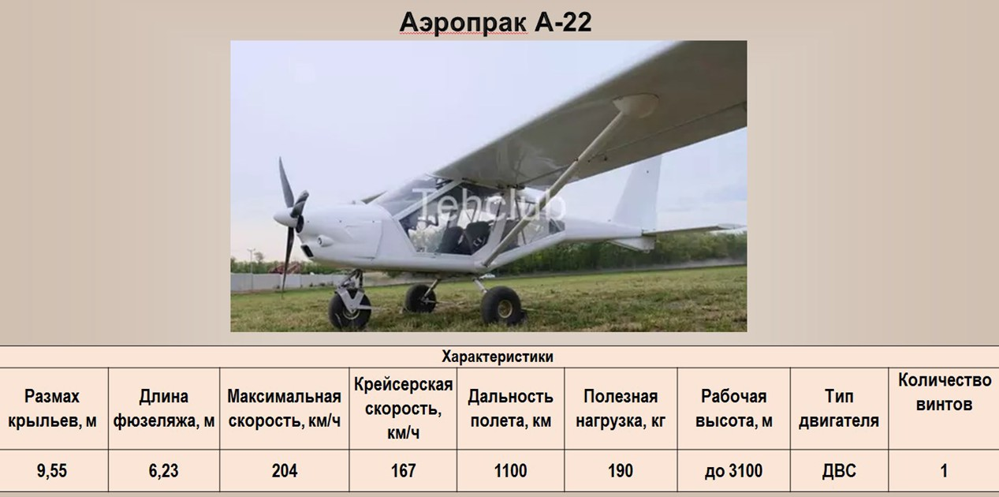 Аэропрак А-22
Tehclub
Характеристики
Размах крыльев, м
Длина фюзеляжа, м
Максимальная скорость, км/ч
Крейсерская скорость, км/ч
Дальность полета, км
Полезная нагрузка, кг
Рабочая высота, м
Тип двигателя
Количество винтов
9,55
6,23
204
167
1100
190
до 3100
ДВС
1